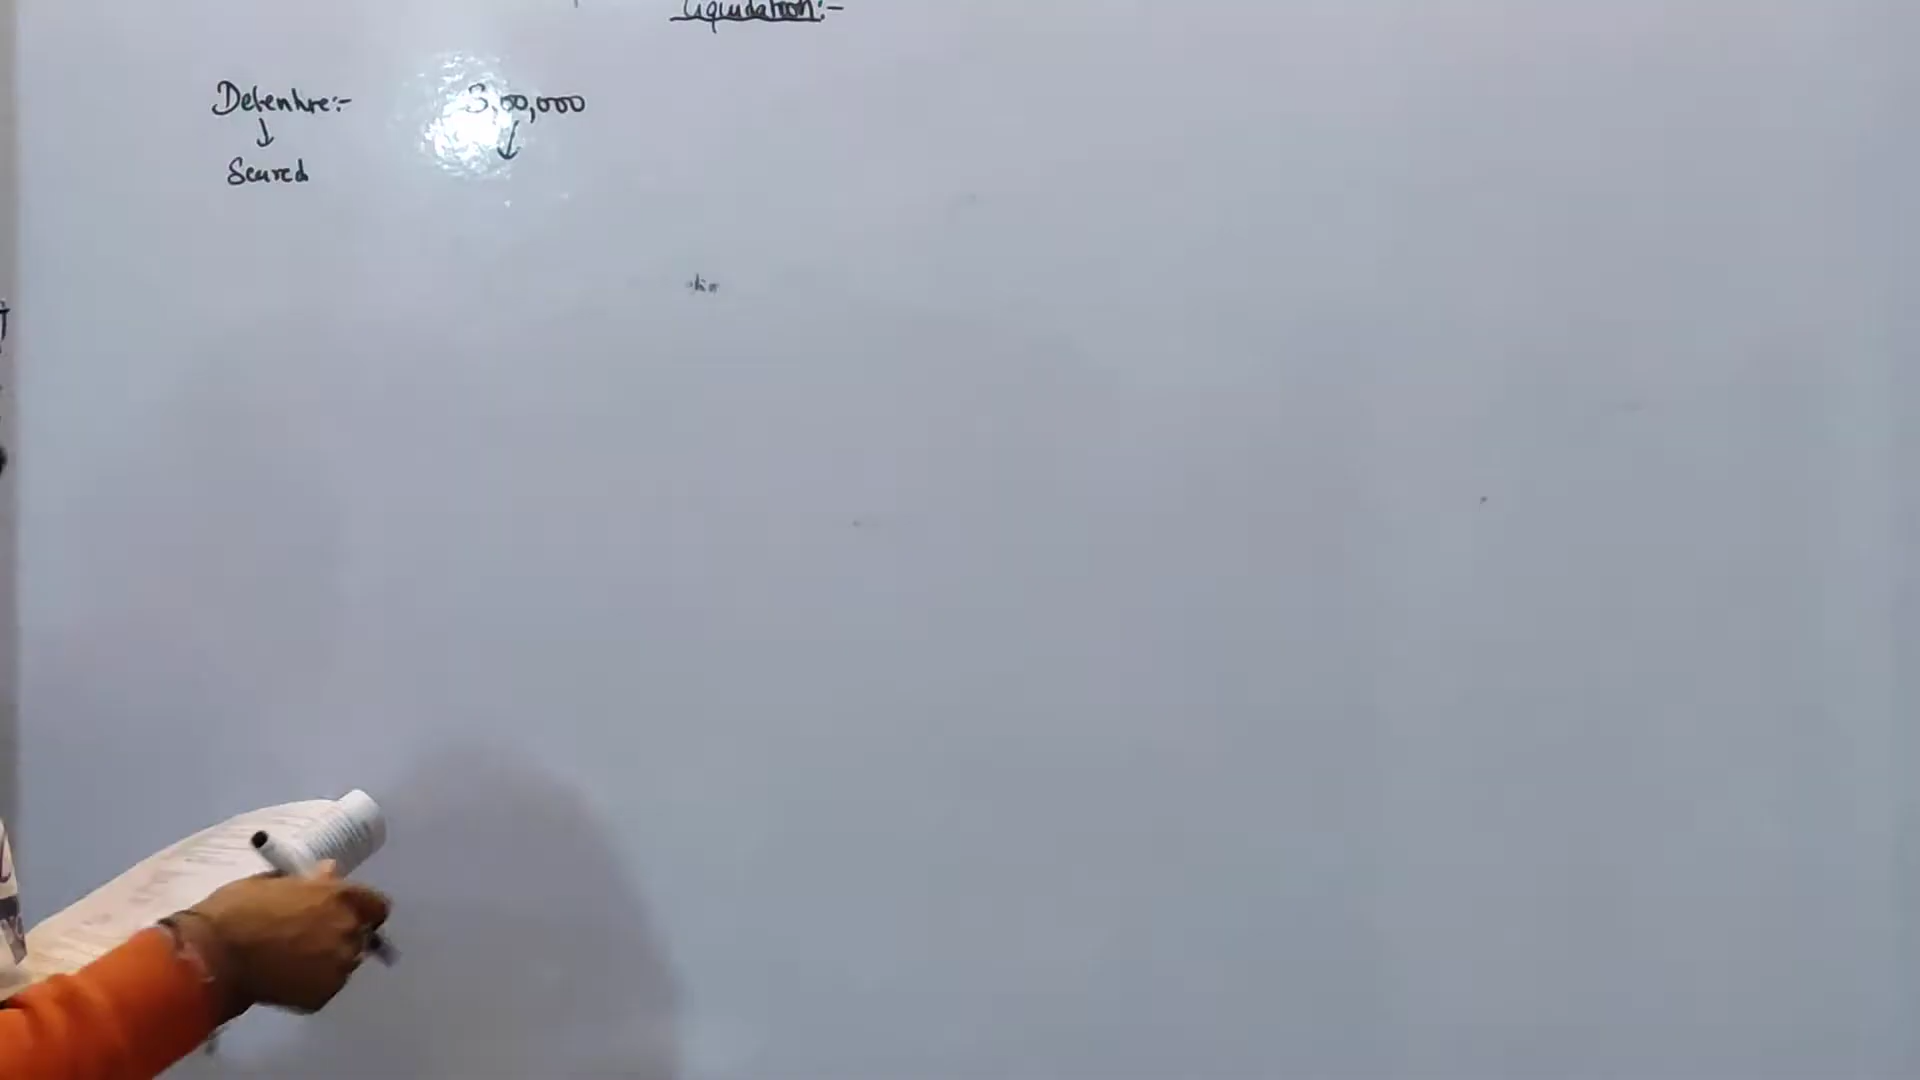 Liquidation:-
Debenture:- 3,00,000
↓ ↓
Secured